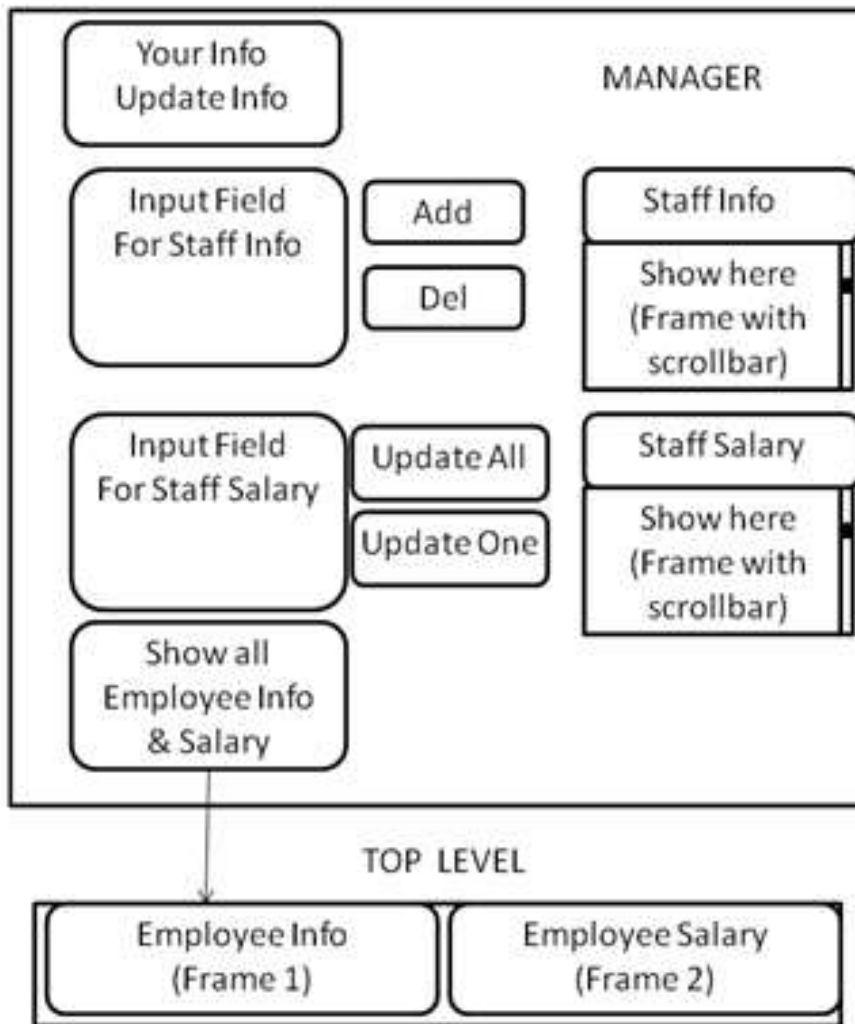 Your Info
Update Info
MANAGER
Input Field
For Staff Info
Add
Del
Staff Info
Show here
(Frame with
scrollbar)
Input Field
For Staff Salary
Update All
Update One
Staff Salary
Show here
(Frame with
scrollbar)
Show all
Employee Info
& Salary
TOP LEVEL
Employee Info
(Frame 1)
Employee Salary
(Frame 2)